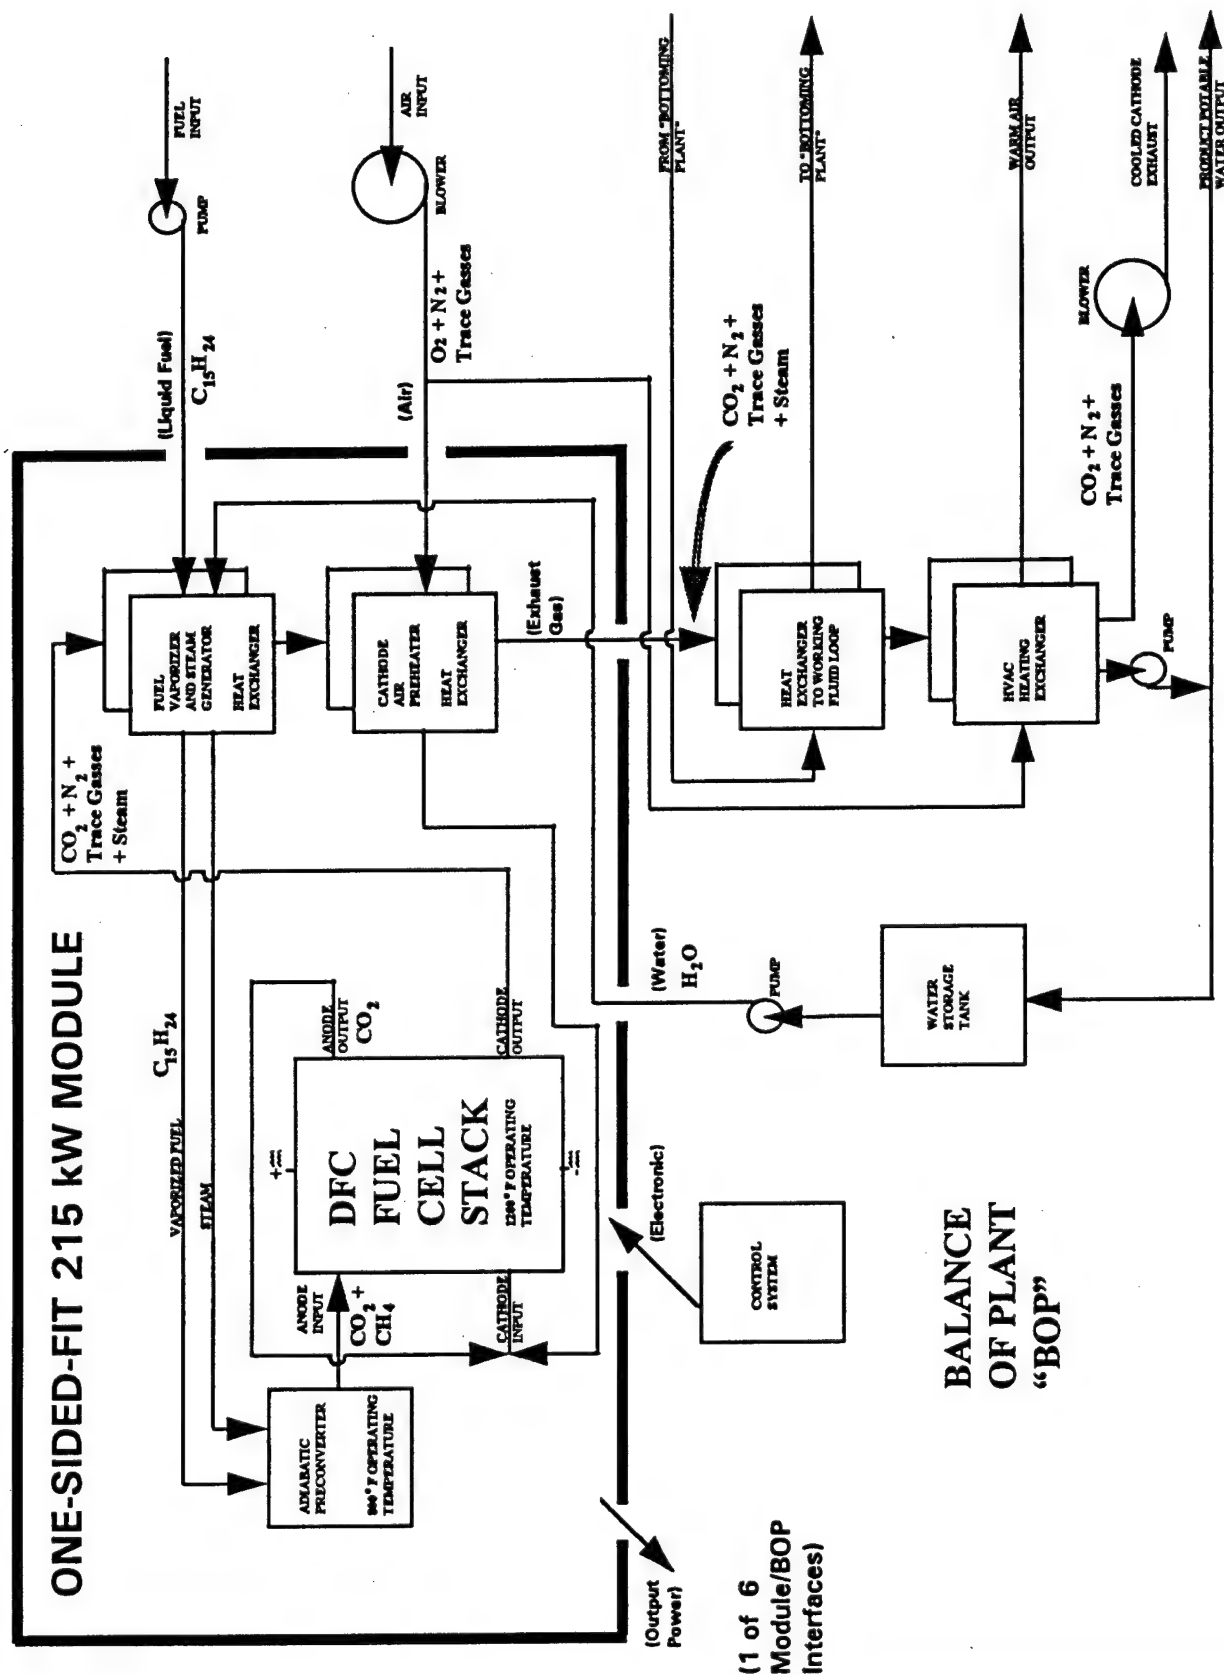 ONE-SIDED-FIT 215 kW MODULE
CO2 + N2 +
Trace Gasses
+ Steam
C15H24
VAPORIZED FUEL
STEAM
ADIABATIC
PRECONVERTER
800° F OPERATING
TEMPERATURE
ANODE
INPUT
CO2 +
CH4
CATHODE
INPUT
DFC
FUEL
CELL
STACK
1200° F OPERATING
TEMPERATURE
+
-
ANODE
OUTPUT
CO2
CATHODE
OUTPUT
FUEL
VAPORIZER
AND STEAM
GENERATOR
HEAT
EXCHANGER
CATHODE
AIR
PREHEATER
HEAT
EXCHANGER
(Liquid Fuel)
C15H24
PUMP
FUEL
INPUT
(Air)
O2 + N2 +
Trace Gasses
BLOWER
AIR
INPUT
(Exhaust
Gas)
FROM "BOTTOMING
PLANT"
CO2 + N2 +
Trace Gasses
+ Steam
TO "BOTTOMING
PLANT"
HEAT
EXCHANGER
TO WORKING
FLUID LOOP
HVAC
HEATING
EXCHANGER
WARM AIR
OUTPUT
BLOWER
COOLED CATHODE
EXHAUST
CO2 + N2 +
Trace Gasses
PUMP
PRODUCT POTABLE
WATER OUTPUT
(Water)
H2O
PUMP
WATER
STORAGE
TANK
(Electronic)
CONTROL
SYSTEM
(Output
Power)
(1 of 6
Module/BOP
Interfaces)
BALANCE
OF PLANT
“BOP”